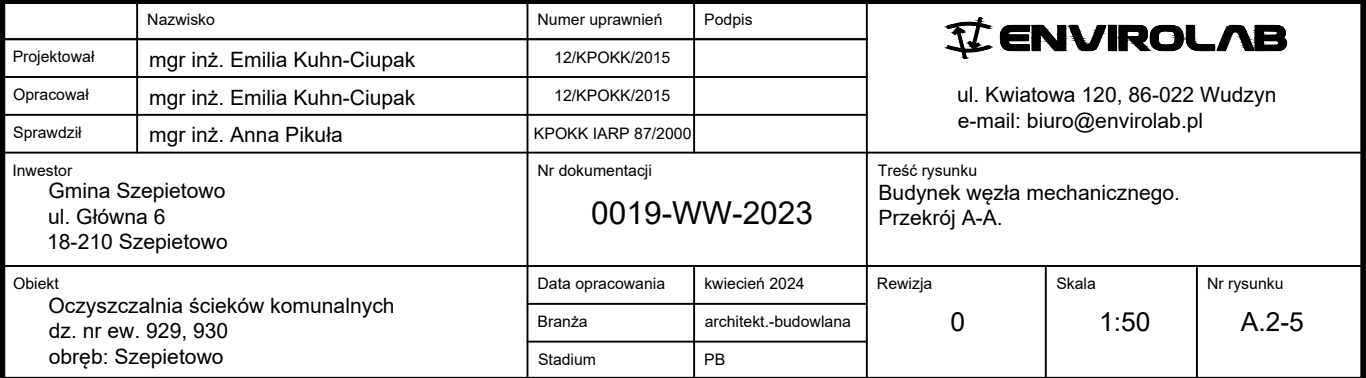 Nazwisko
Numer uprawnień
Podpis
Projektował
mgr inż. Emilia Kuhn-Ciupak
12/KPOKK/2015
Opracował
mgr inż. Emilia Kuhn-Ciupak
12/KPOKK/2015
Sprawdził
mgr inż. Anna Pikuła
KPOKK IARP 87/2000
ENVIROLAB
ul. Kwiatowa 120, 86-022 Wudzyn
e-mail: biuro@envirolab.pl
Inwestor
Gmina Szepietowo
ul. Główna 6
18-210 Szepietowo
Nr dokumentacji
0019-WW-2023
Treść rysunku
Budynek węzła mechanicznego.
Przekrój A-A.
Obiekt
Oczyszczalnia ścieków komunalnych
dz. nr ew. 929, 930
obręb: Szepietowo
Data opracowania
kwiecień 2024
Branża
architekt.-budowlana
Stadium
PB
Rewizja
0
Skala
1:50
Nr rysunku
A.2-5